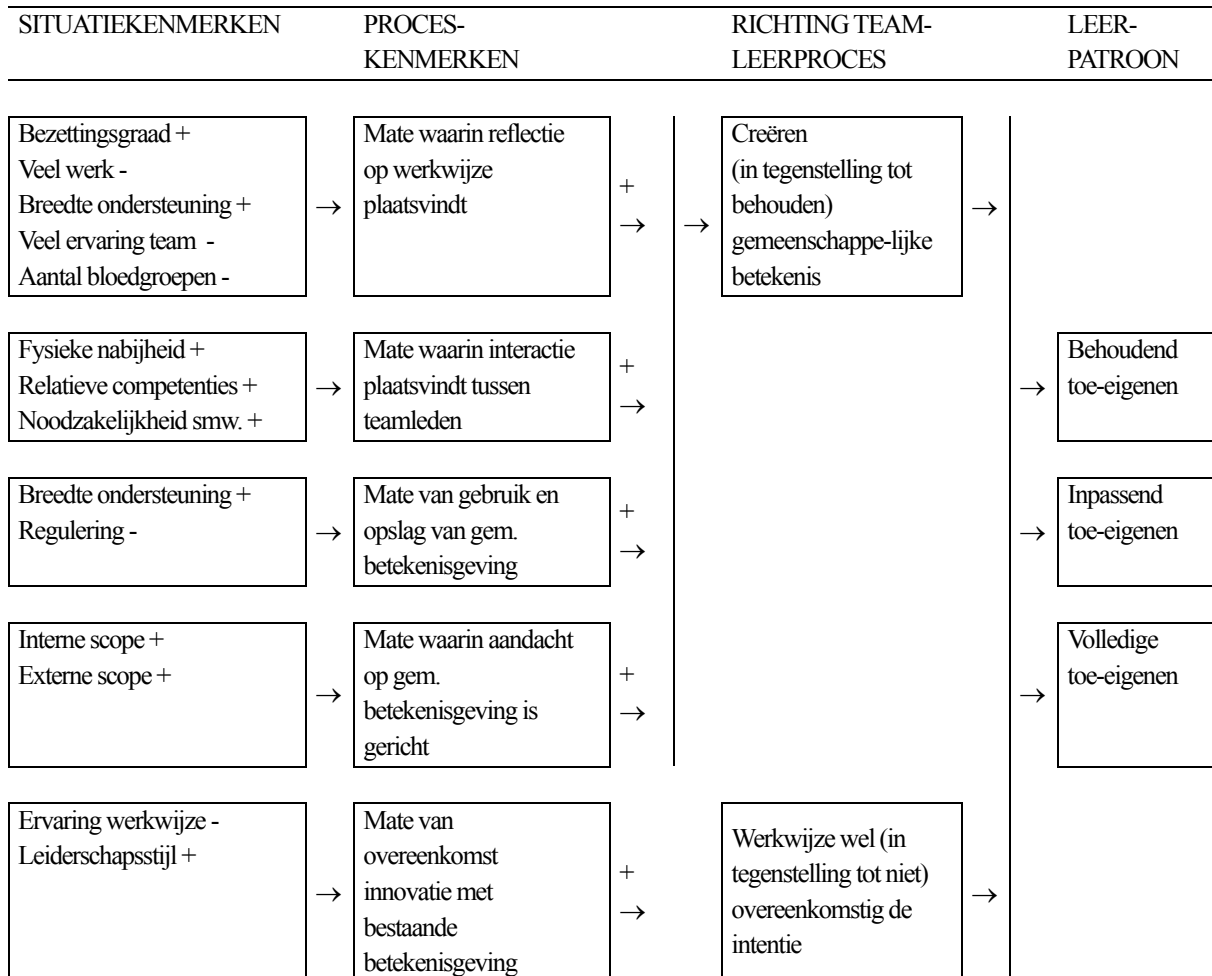 SITUATIEKENMERKEN
PROCES-
KENMERKEN
RICHTING TEAM-
LEERPROCES
LEER-
PATROON
Bezettingsgraad +
Veel werk -
Breedte ondersteuning +
Veel ervaring team -
Aantal bloedgroepen -
→
Mate waarin reflectie
op werkwijze
plaatsvindt
+
→
→
Creëren
(in tegenstelling tot
behouden)
gemeenschappe-lijke
betekenis
→
Fysieke nabijheid +
Relatieve competenties +
Noodzakelijkheid smw. +
→
Mate waarin interactie
plaatsvindt tussen
teamleden
+
→
→
Behoudend
toe-eigenen
Breedte ondersteuning +
Regulering -
→
Mate van gebruik en
opslag van gem.
betekenisgeving
+
→
→
Inpassend
toe-eigenen
Interne scope +
Externe scope +
→
Mate waarin aandacht
op gem.
betekenisgeving is
gericht
+
→
→
Volledige
toe-eigenen
Ervaring werkwijze -
Leiderschapsstijl +
→
Mate van
overeenkomst
innovatie met
bestaande
betekenisgeving
+
→
Werkwijze wel (in
tegenstelling tot niet)
overeenkomstig de
intentie
→